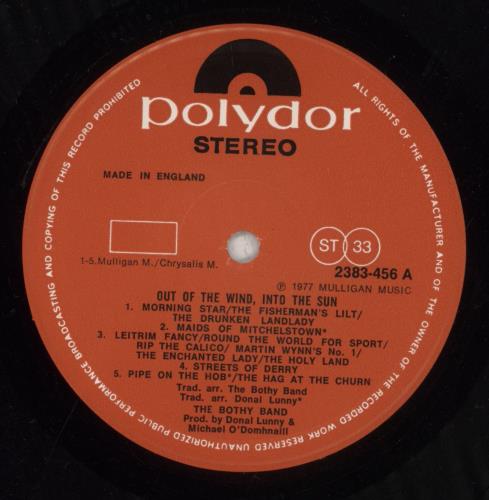 polydor
STEREO
MADE IN ENGLAND
ST 33
2383-456 A
1-5. Mulligan M./Chrysalis M.
℗ 1977 MULLIGAN MUSIC
OUT OF THE WIND, INTO THE SUN
1. MORNING STAR/THE FISHERMAN'S LILT/
THE DRUNKEN LANDLADY
2. MAIDS OF MITCHELSTOWN*
3. LEITRIM FANCY/ROUND THE WORLD FOR SPORT/
RIP THE CALICO/ MARTIN WYNN'S No. 1/
THE ENCHANTED LADY/THE HOLY LAND
4. STREETS OF DERRY
5. PIPE ON THE HOB*/THE HAG AT THE CHURN
Trad. arr. The Bothy Band
Trad. arr. Donal Lunny*
THE BOTHY BAND
Prod. by Donal Lunny &
Michael O'Domhnaill
ALL RIGHTS OF THE MANUFACTURER AND OF THE OWNER OF THE RECORDED WORK RESERVED UNAUTHORIZED PUBLIC PERFORMANCE BROADCASTING AND COPYING OF THIS RECORD PROHIBITED